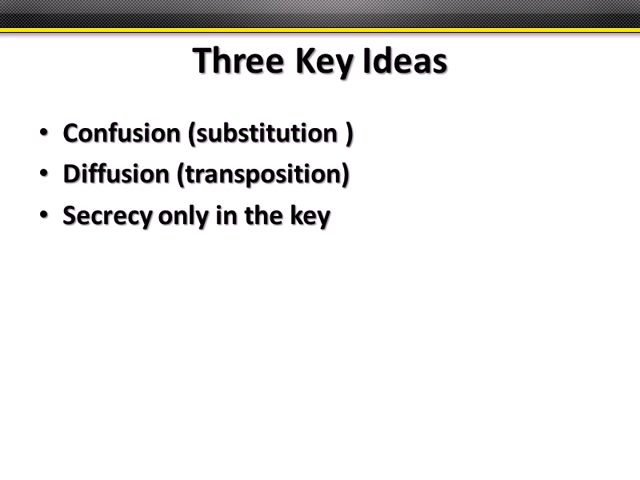 Three Key Ideas
• Confusion (substitution )
• Diffusion (transposition)
• Secrecy only in the key